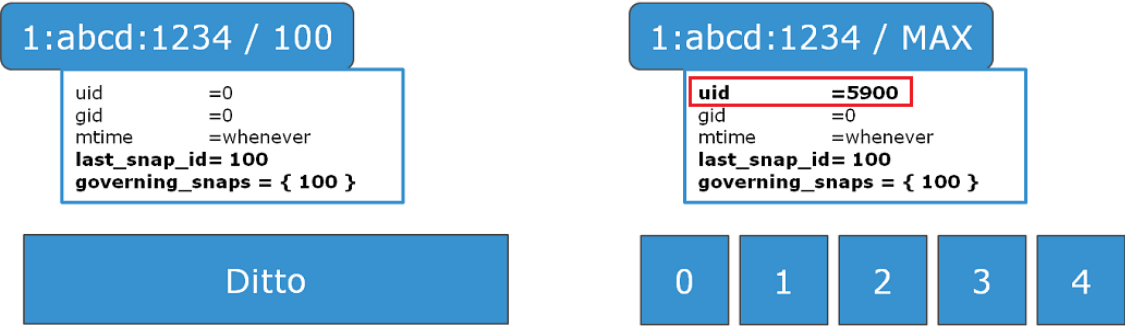 1:abcd:1234 / 100
uid =0
gid =0
mtime =whenever
last_snap_id= 100
governing_snaps = { 100 }
Ditto
1:abcd:1234 / MAX
uid =5900
gid =0
mtime =whenever
last_snap_id= 100
governing_snaps = { 100 }
0 1 2 3 4